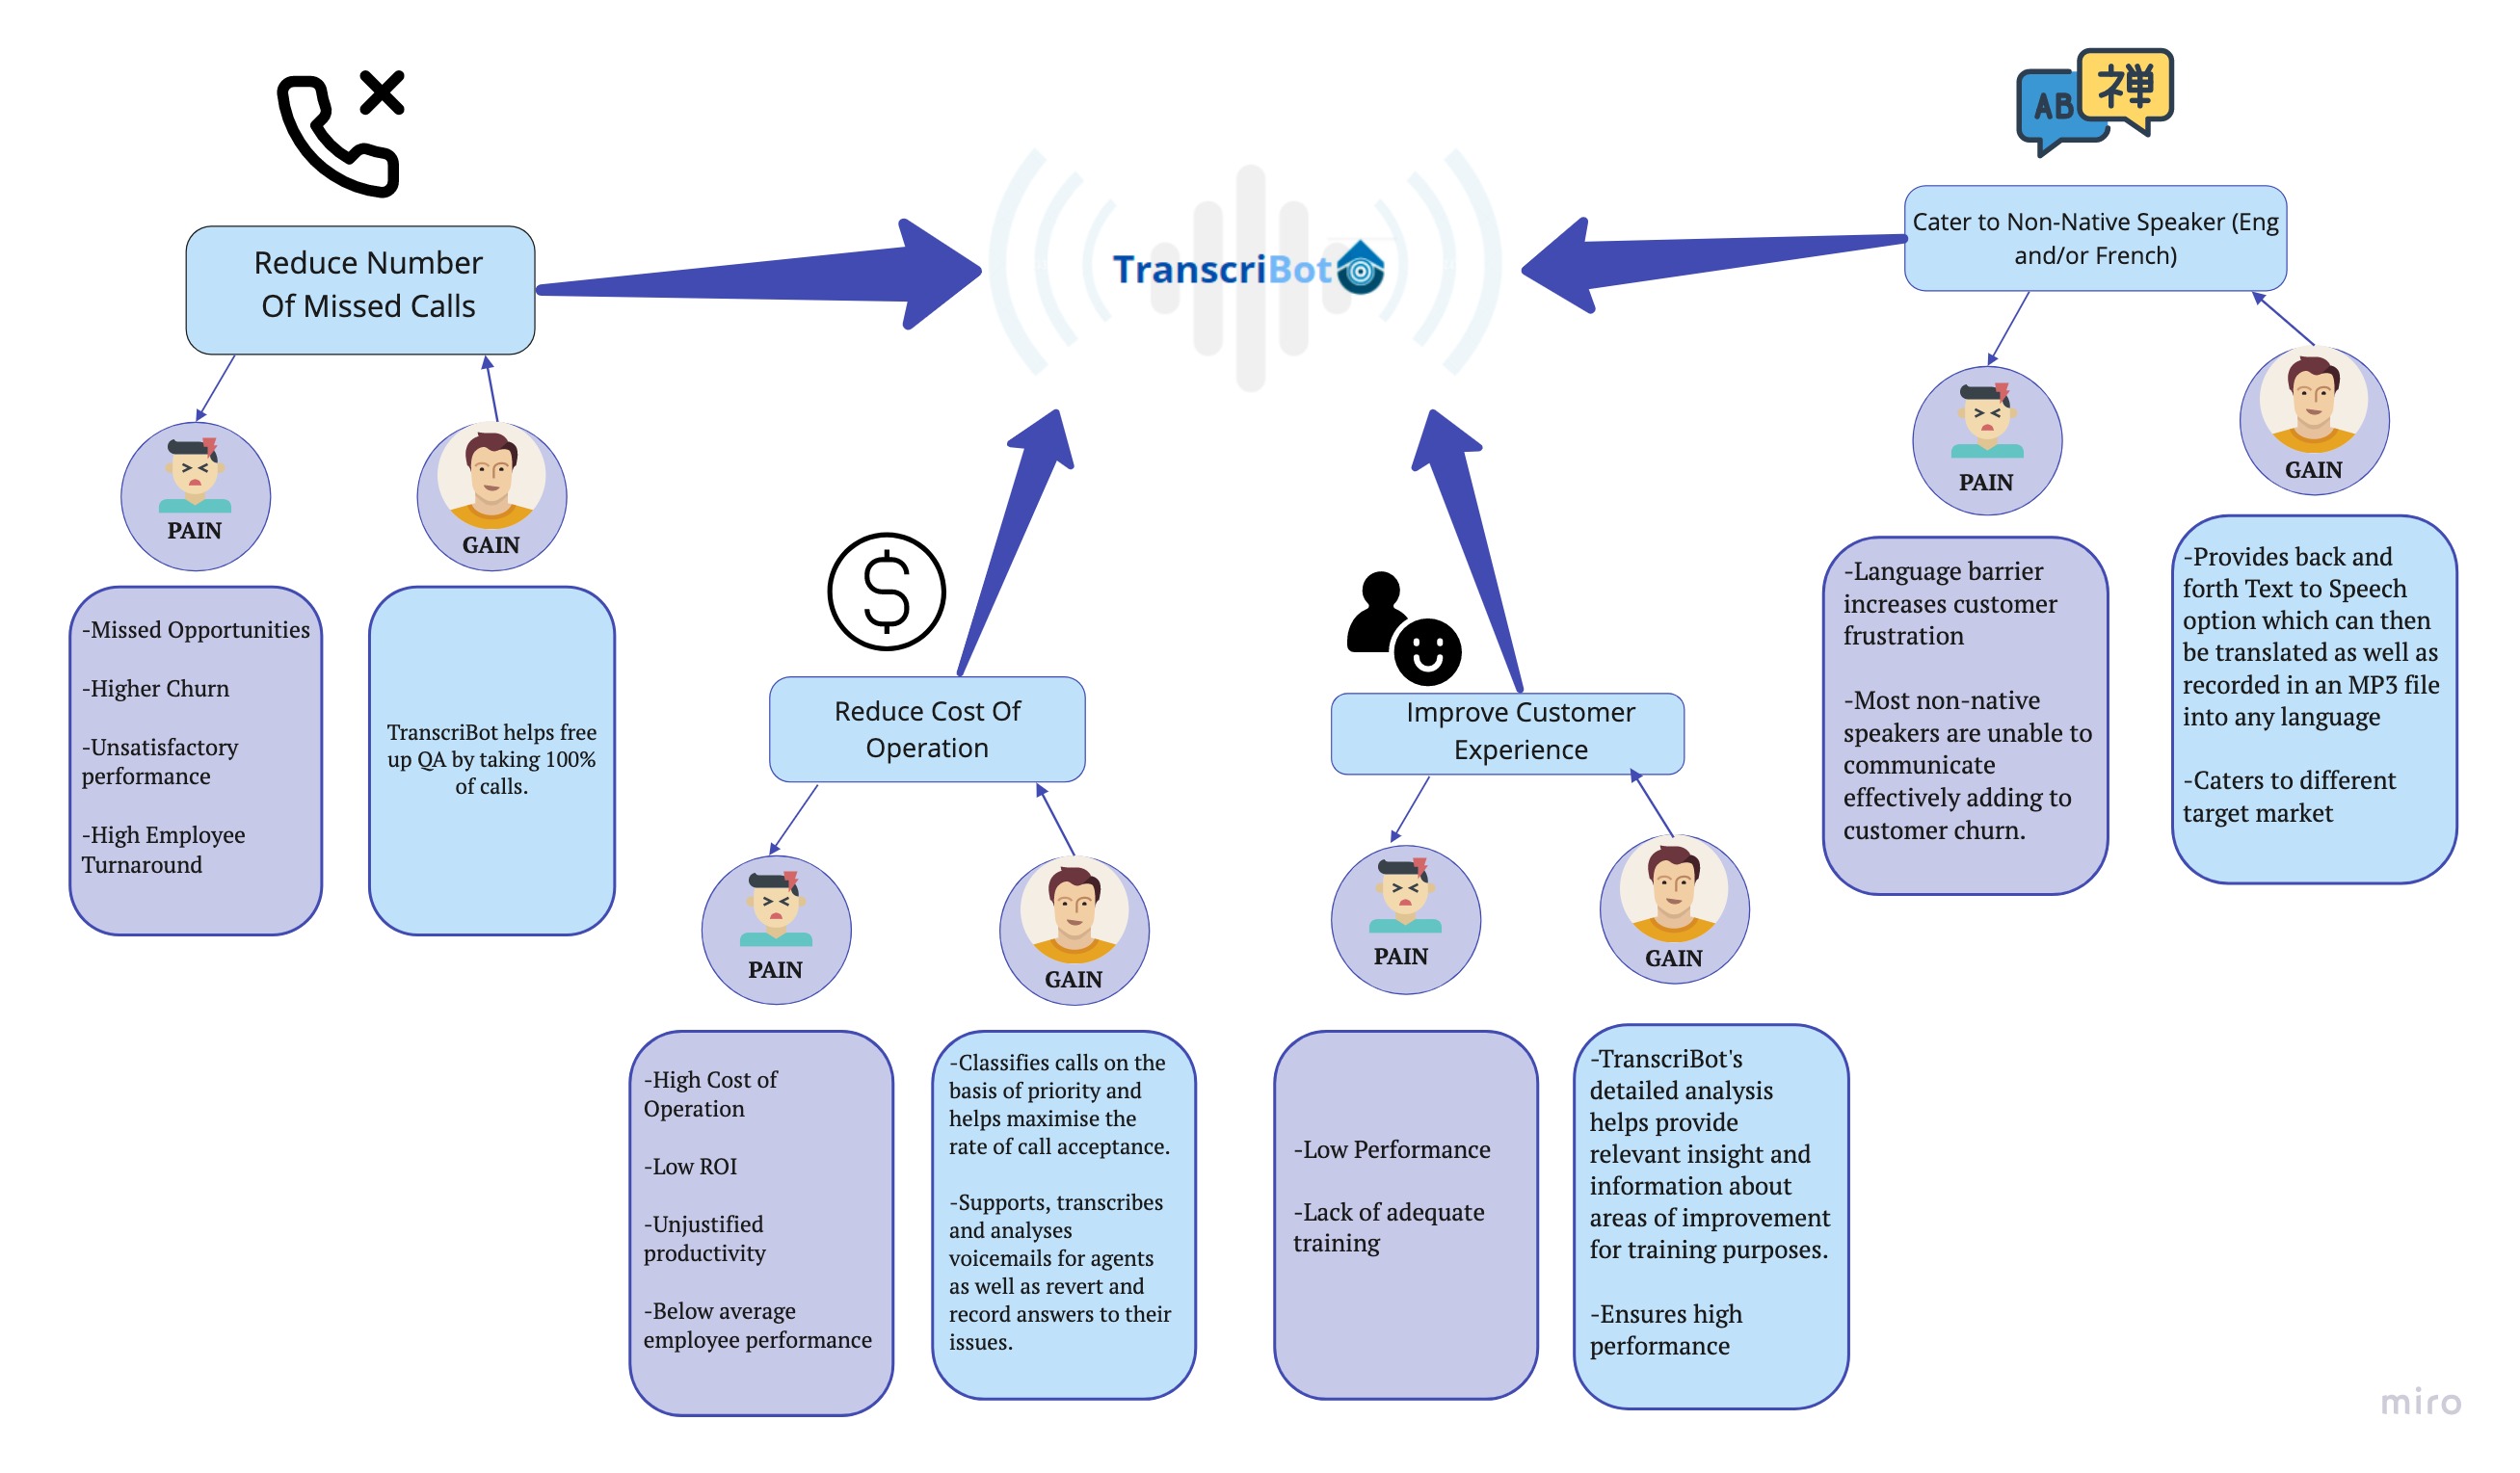 AB
禅
TranscriBot
Reduce Number
Of Missed Calls
PAIN
GAIN
-Missed Opportunities
-Higher Churn
-Unsatisfactory
performance
-High Employee
Turnaround
TranscriBot helps free
up QA by taking 100%
of calls.
$
Reduce Cost Of
Operation
PAIN
GAIN
-High Cost of
Operation
-Low ROI
-Unjustified
productivity
-Below average
employee performance
-Classifies calls on the
basis of priority and
helps maximise the
rate of call acceptance.
-Supports, transcribes
and analyses
voicemails for agents
as well as revert and
record answers to their
issues.
Improve Customer
Experience
PAIN
GAIN
-Low Performance
-Lack of adequate
training
-TranscriBot's
detailed analysis
helps provide
relevant insight and
information about
areas of improvement
for training purposes.
-Ensures high
performance
Cater to Non-Native Speaker (Eng
and/or French)
PAIN
GAIN
-Language barrier
increases customer
frustration
-Most non-native
speakers are unable to
communicate
effectively adding to
customer churn.
-Provides back and
forth Text to Speech
option which can then
be translated as well as
recorded in an MP3 file
into any language
-Caters to different
target market
miro